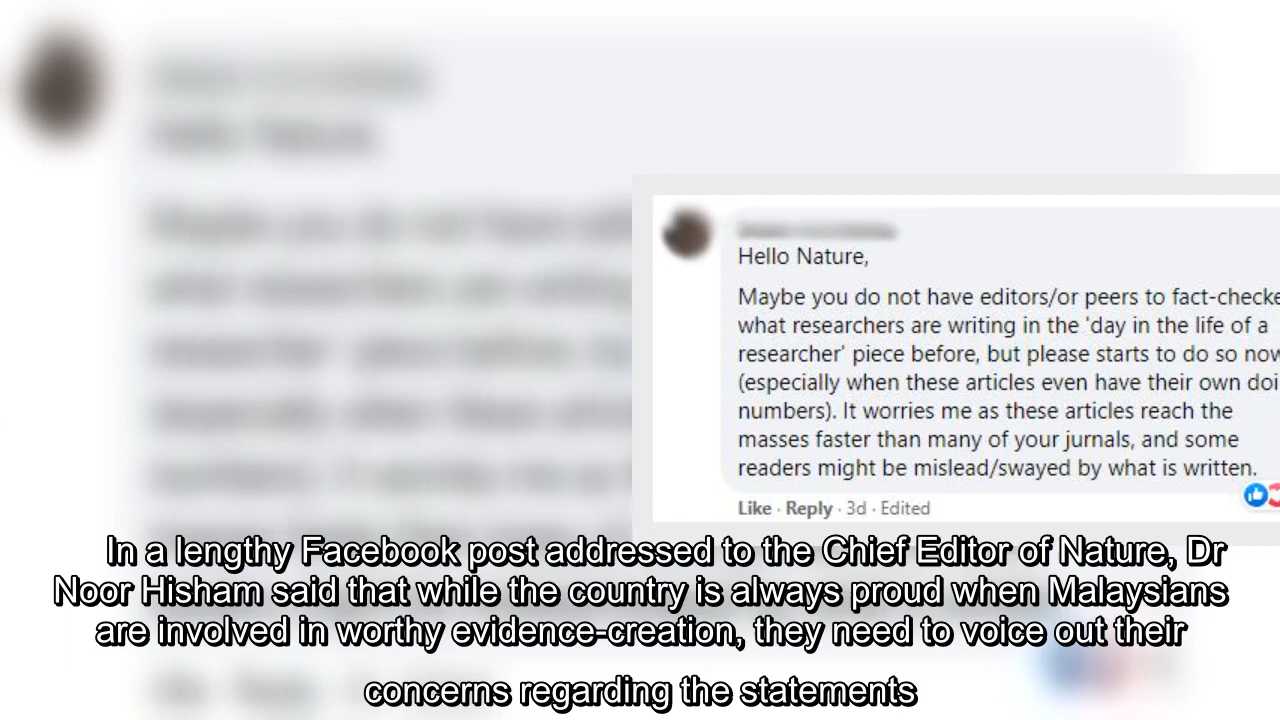 Hello Nature,
Maybe you do not have editors/or peers to fact-checke
what researchers are writing in the 'day in the life of a
researcher' piece before, but please starts to do so now
(especially when these articles even have their own doi
numbers). It worries me as these articles reach the
masses faster than many of your jurnals, and some
readers might be mislead/swayed by what is written.
Like · Reply · 3d · Edited
In a lengthy Facebook post addressed to the Chief Editor of Nature, Dr
Noor Hisham said that while the country is always proud when Malaysians
are involved in worthy evidence-creation, they need to voice out their
concerns regarding the statements